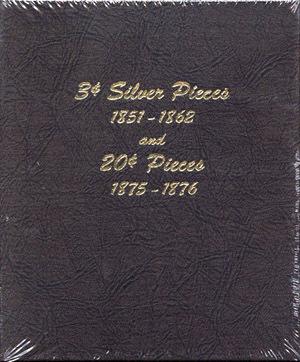 3¢ Silver Pieces
1851-1862
and
20¢ Pieces
1875-1876